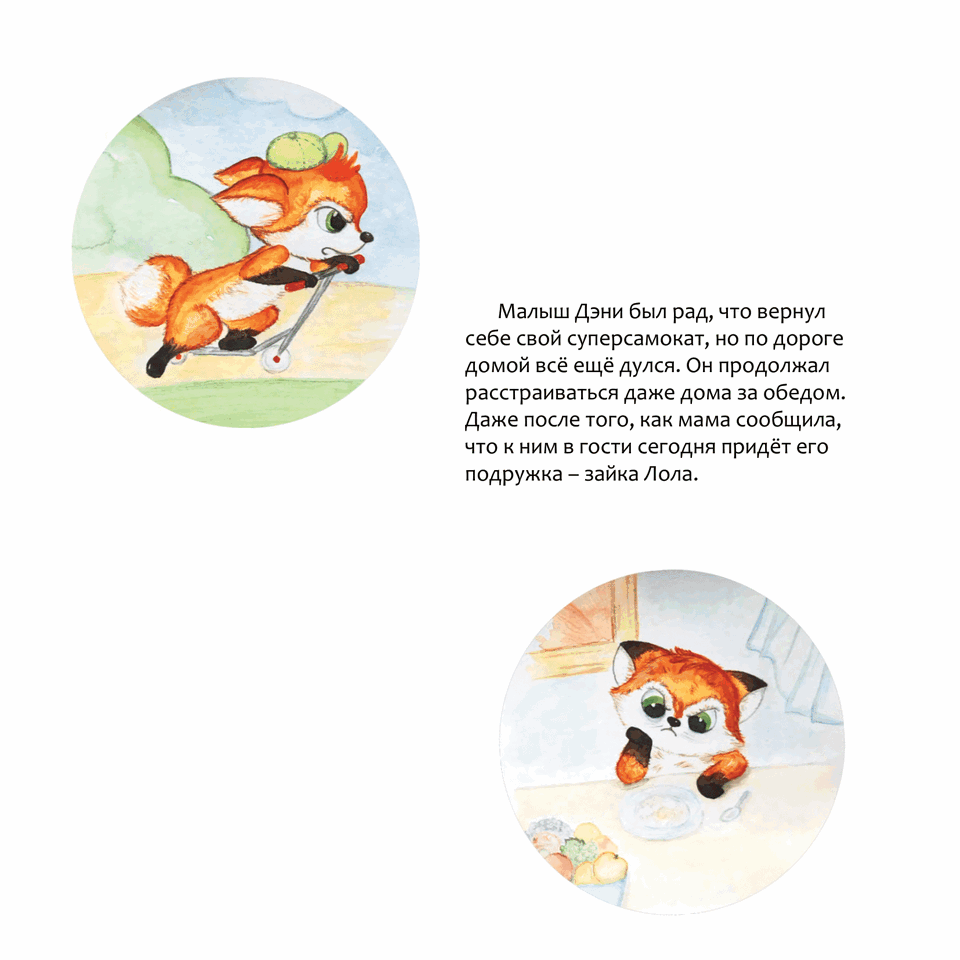 Малыш Дэни был рад, что вернул
себе свой суперсамокат, но по дороге
домой всё ещё дулся. Он продолжал
расстраиваться даже дома за обедом.
Даже после того, как мама сообщила,
что к ним в гости сегодня придёт его
подружка – зайка Лола.